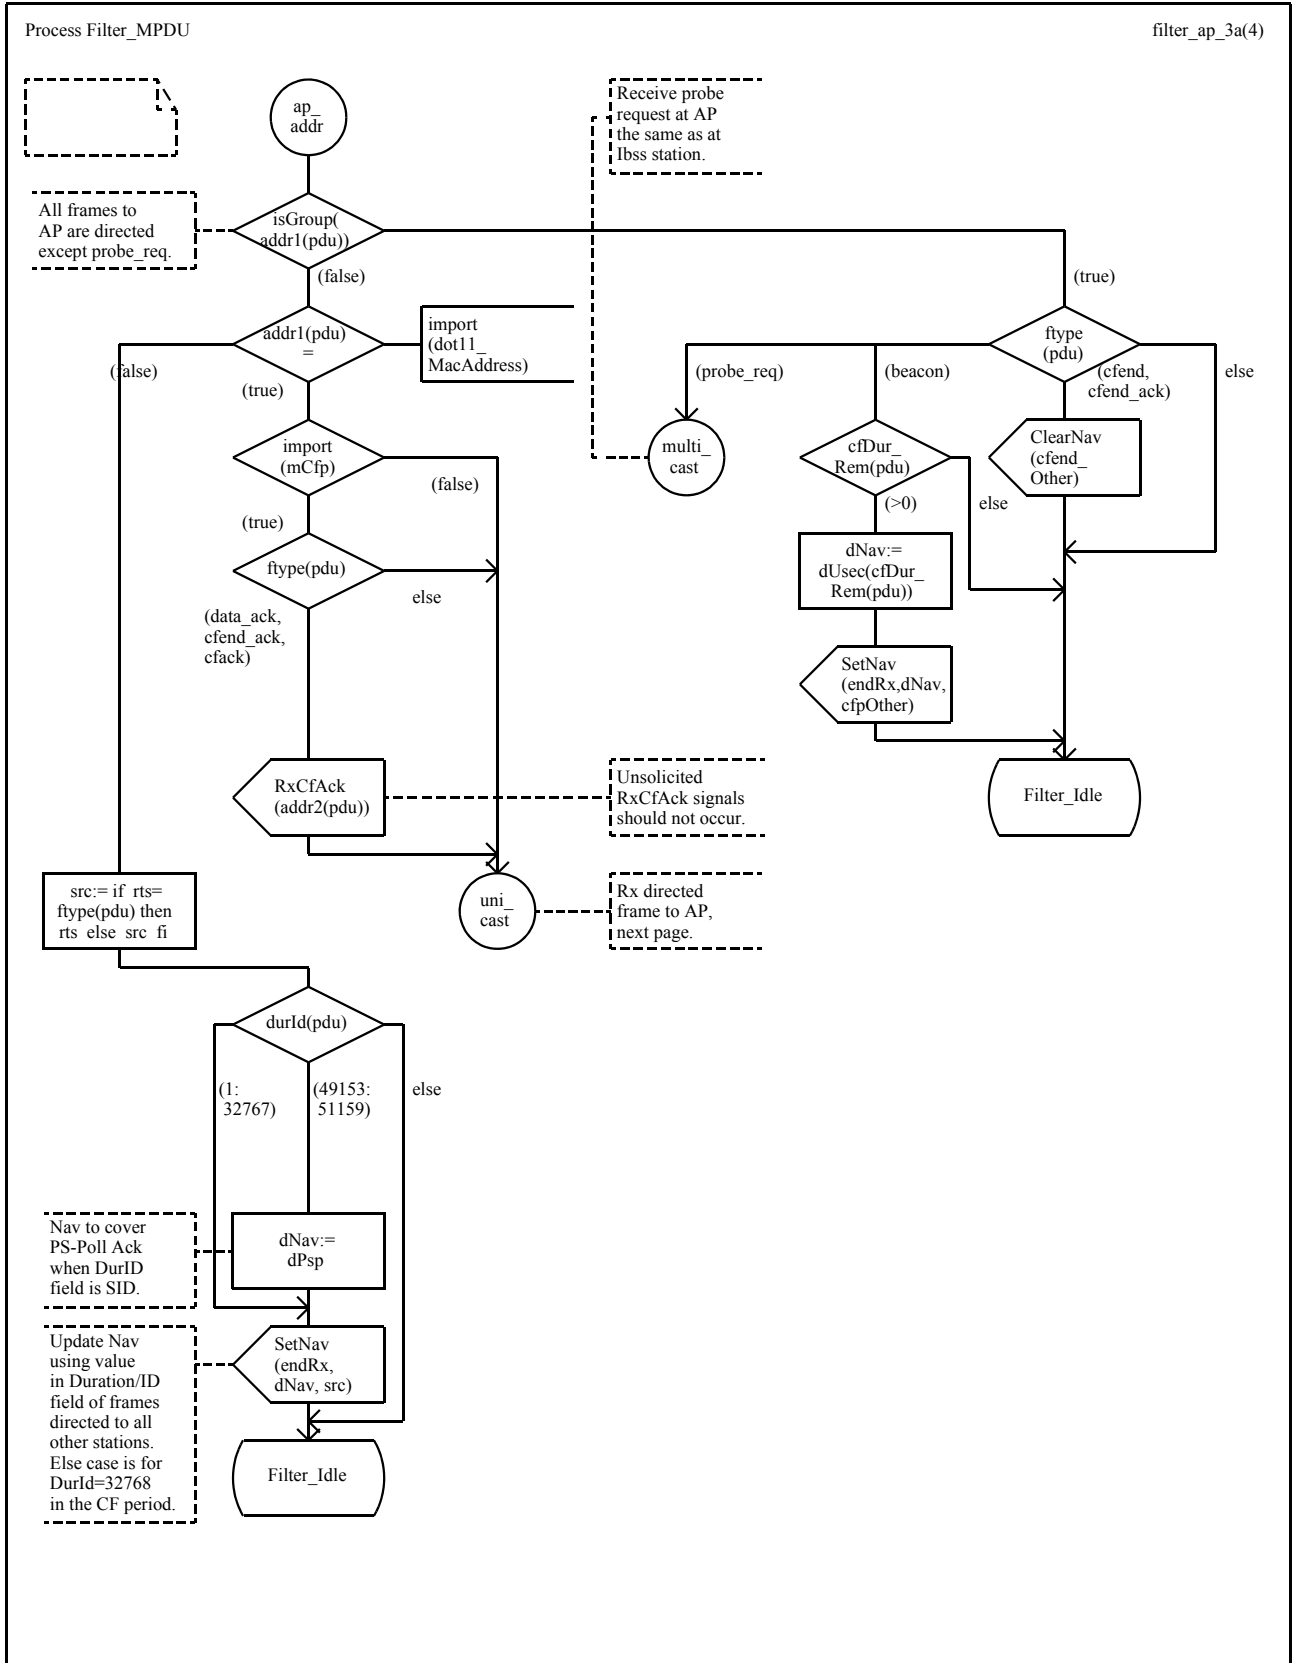 Process Filter_MPDU
filter_ap_3a(4)
ap_
addr
Receive probe
request at AP
the same as at
Ibss station.
All frames to
AP are directed
except probe_req.
isGroup(
addr1(pdu))
(false)
(true)
addr1(pdu)
=
import
(dot11_
MacAddress)
ftype
(pdu)
(false)
(true)
(probe_req)
(beacon)
(cfend,
cfend_ack)
else
import
(mCfp)
(false)
multi_
cast
cfDur_
Rem(pdu)
ClearNav
(cfend_
Other)
(true)
(>0)
else
ftype(pdu)
else
dNav:=
dUsec(cfDur_
Rem(pdu))
(data_ack,
cfend_ack,
cfack)
SetNav
(endRx,dNav,
cfpOther)
RxCfAck
(addr2(pdu))
Unsolicited
RxCfAck signals
should not occur.
Filter_Idle
src:= if rts=
ftype(pdu) then
rts else src fi
uni_
cast
Rx directed
frame to AP,
next page.
durId(pdu)
(1:
32767)
(49153:
51159)
else
Nav to cover
PS-Poll Ack
when DurID
field is SID.
dNav:=
dPsp
Update Nav
using value
in Duration/ID
field of frames
directed to all
other stations.
Else case is for
DurId=32768
in the CF period.
SetNav
(endRx,
dNav, src)
Filter_Idle